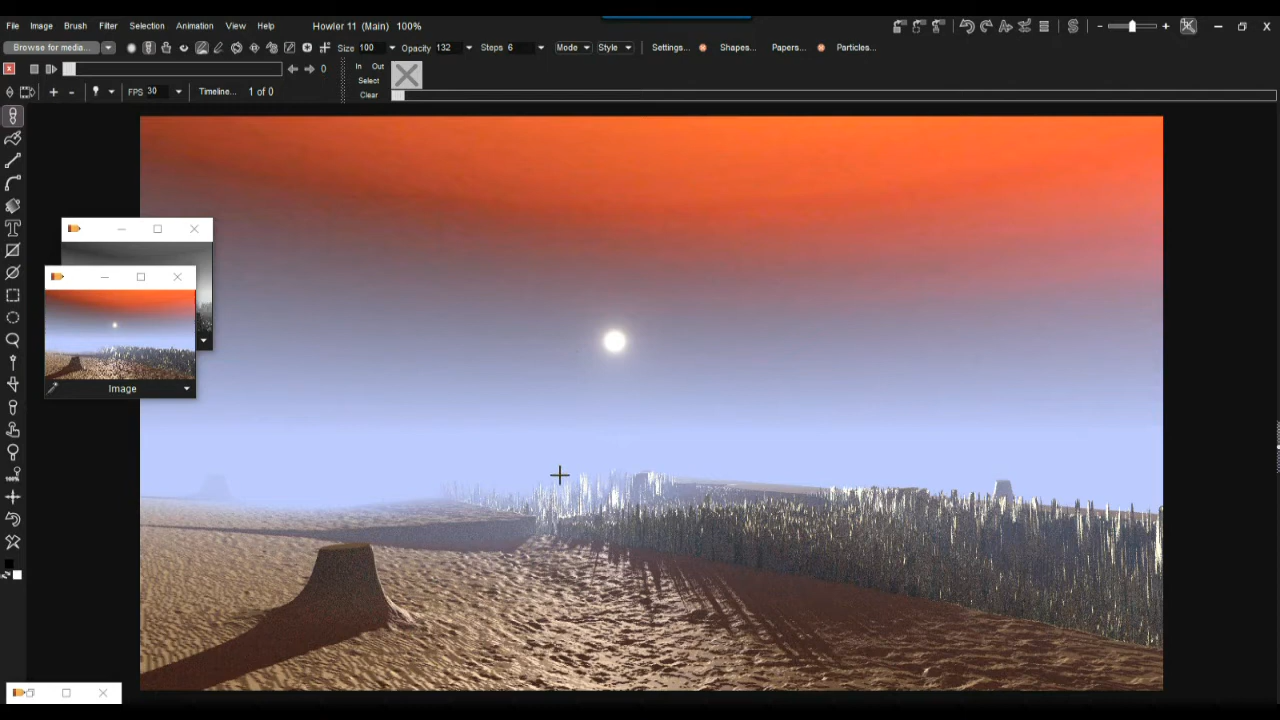 File Image Brush Filter Selection Animation View Help Howler 11 (Main) 100%
Browse for media... Size 100 Opacity 132 Steps 6 Mode Style Settings... Shapes... Papers... Particles...
0 In Out
Select
FPS 30 Timeline... 1 of 0 Clear
Image
100%